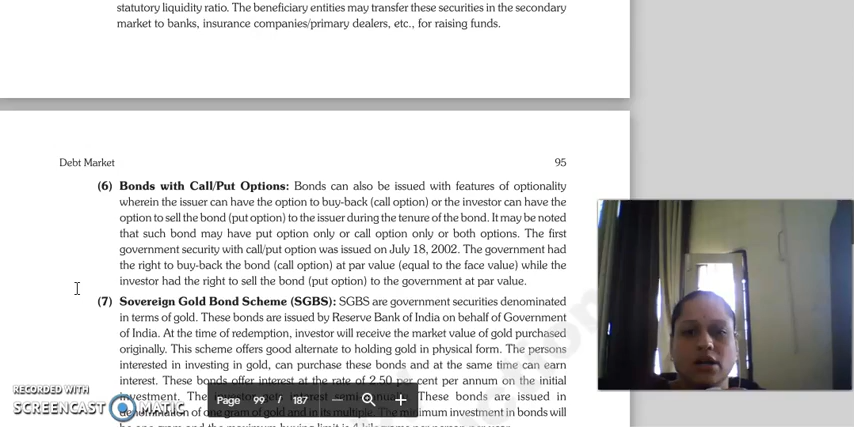 statutory liquidity ratio. The beneficiary entities may transfer these securities in the secondary
market to banks, insurance companies/primary dealers, etc., for raising funds.
Debt Market 95
(6) Bonds with Call/Put Options: Bonds can also be issued with features of optionality
wherein the issuer can have the option to buy-back (call option) or the investor can have the
option to sell the bond (put option) to the issuer during the tenure of the bond. It may be noted
that such bond may have put option only or call option only or both options. The first
government security with call/put option was issued on July 18, 2002. The government had
the right to buy-back the bond (call option) at par value (equal to the face value) while the
investor had the right to sell the bond (put option) to the government at par value.
(7) Sovereign Gold Bond Scheme (SGBS): SGBS are government securities denominated
in terms of gold. These bonds are issued by Reserve Bank of India on behalf of Government
of India. At the time of redemption, investor will receive the market value of gold purchased
originally. This scheme offers good alternate to holding gold in physical form. The persons
interested in investing in gold, can purchase these bonds and at the same time can earn
interest. These bonds offer interest at the rate of 2.50 per cent per annum on the initial
investment. The investor gets interest semi-annually. These bonds are issued in
denomination of one gram of gold and in its multiple. The minimum investment in bonds will
Page 99 / 187
RECORDED WITH
SCREENCAST MATIC